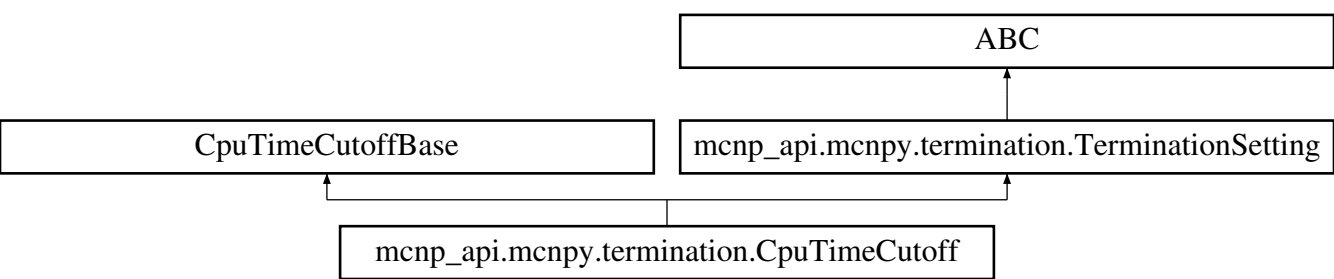 ABC
CpuTimeCutoffBase
mcnp_api.mcnpy.termination.TerminationSetting
mcnp_api.mcnpy.termination.CpuTimeCutoff